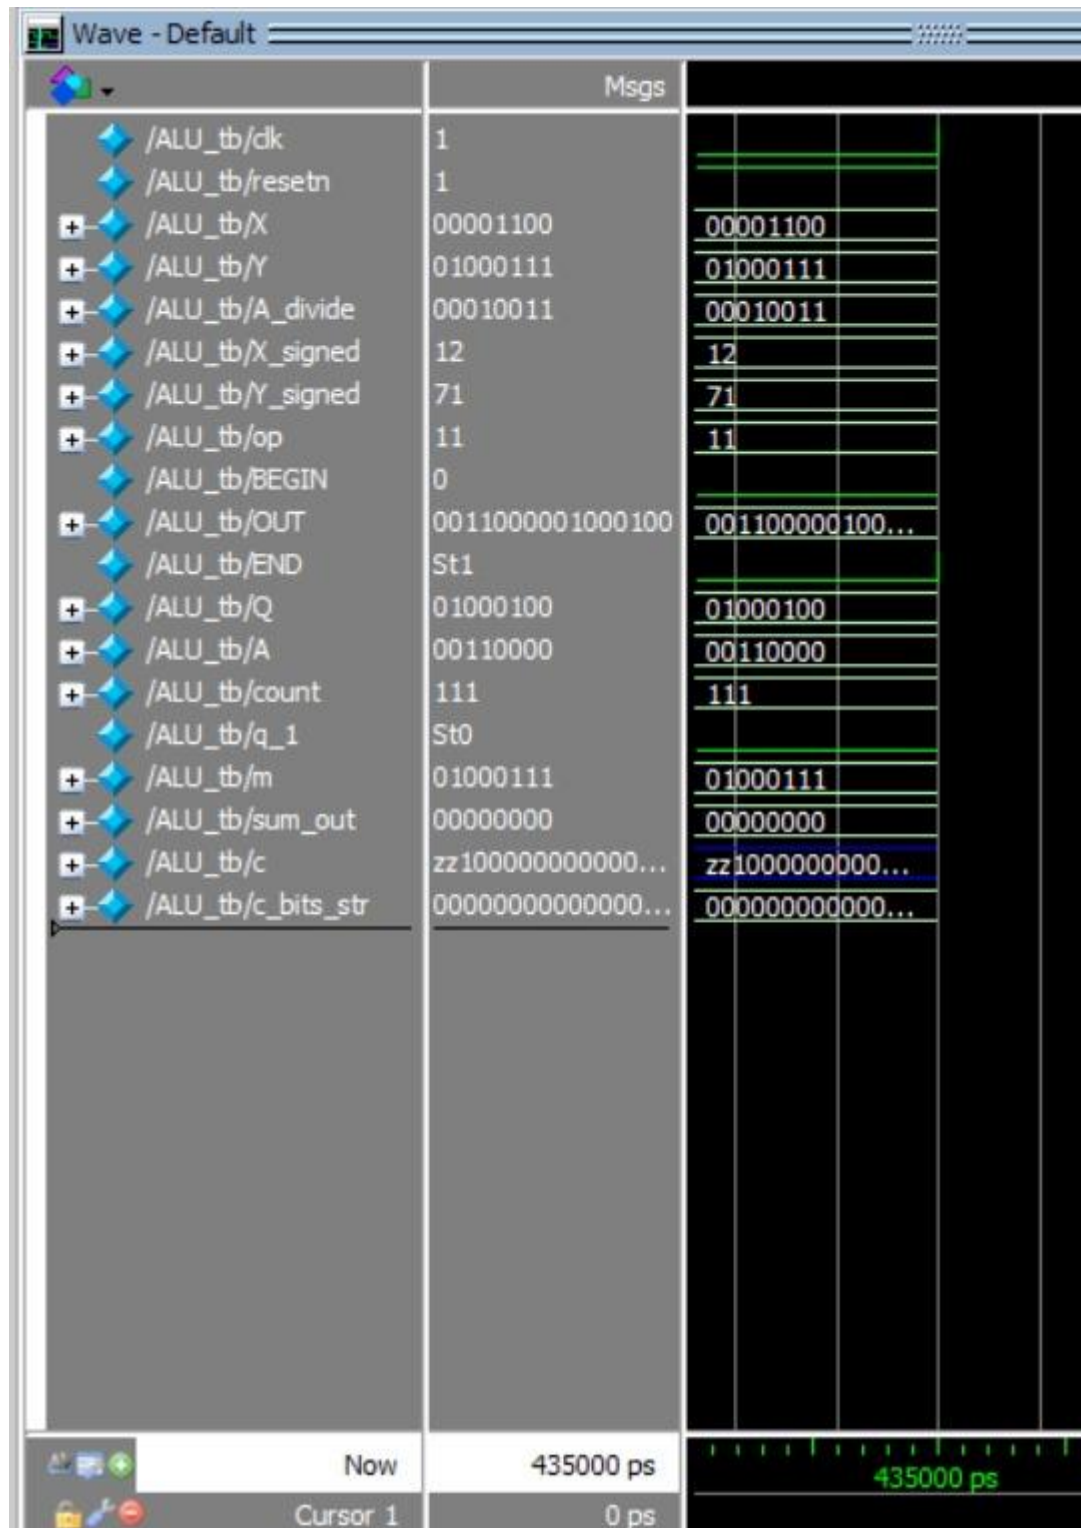 Wave - Default
Msgs
/ALU_tb/clk 1
/ALU_tb/resetn 1
/ALU_tb/X 00001100 00001100
/ALU_tb/Y 01000111 01000111
/ALU_tb/A_divide 00010011 00010011
/ALU_tb/X_signed 12 12
/ALU_tb/Y_signed 71 71
/ALU_tb/op 11 11
/ALU_tb/BEGIN 0
/ALU_tb/OUT 0011000001000100 001100000100...
/ALU_tb/END St1
/ALU_tb/Q 01000100 01000100
/ALU_tb/A 00110000 00110000
/ALU_tb/count 111 111
/ALU_tb/q_1 St0
/ALU_tb/m 01000111 01000111
/ALU_tb/sum_out 00000000 00000000
/ALU_tb/c zz100000000000... zz1000000000...
/ALU_tb/c_bits_str 00000000000000... 000000000000...
Now 435000 ps 435000 ps
Cursor 1 0 ps